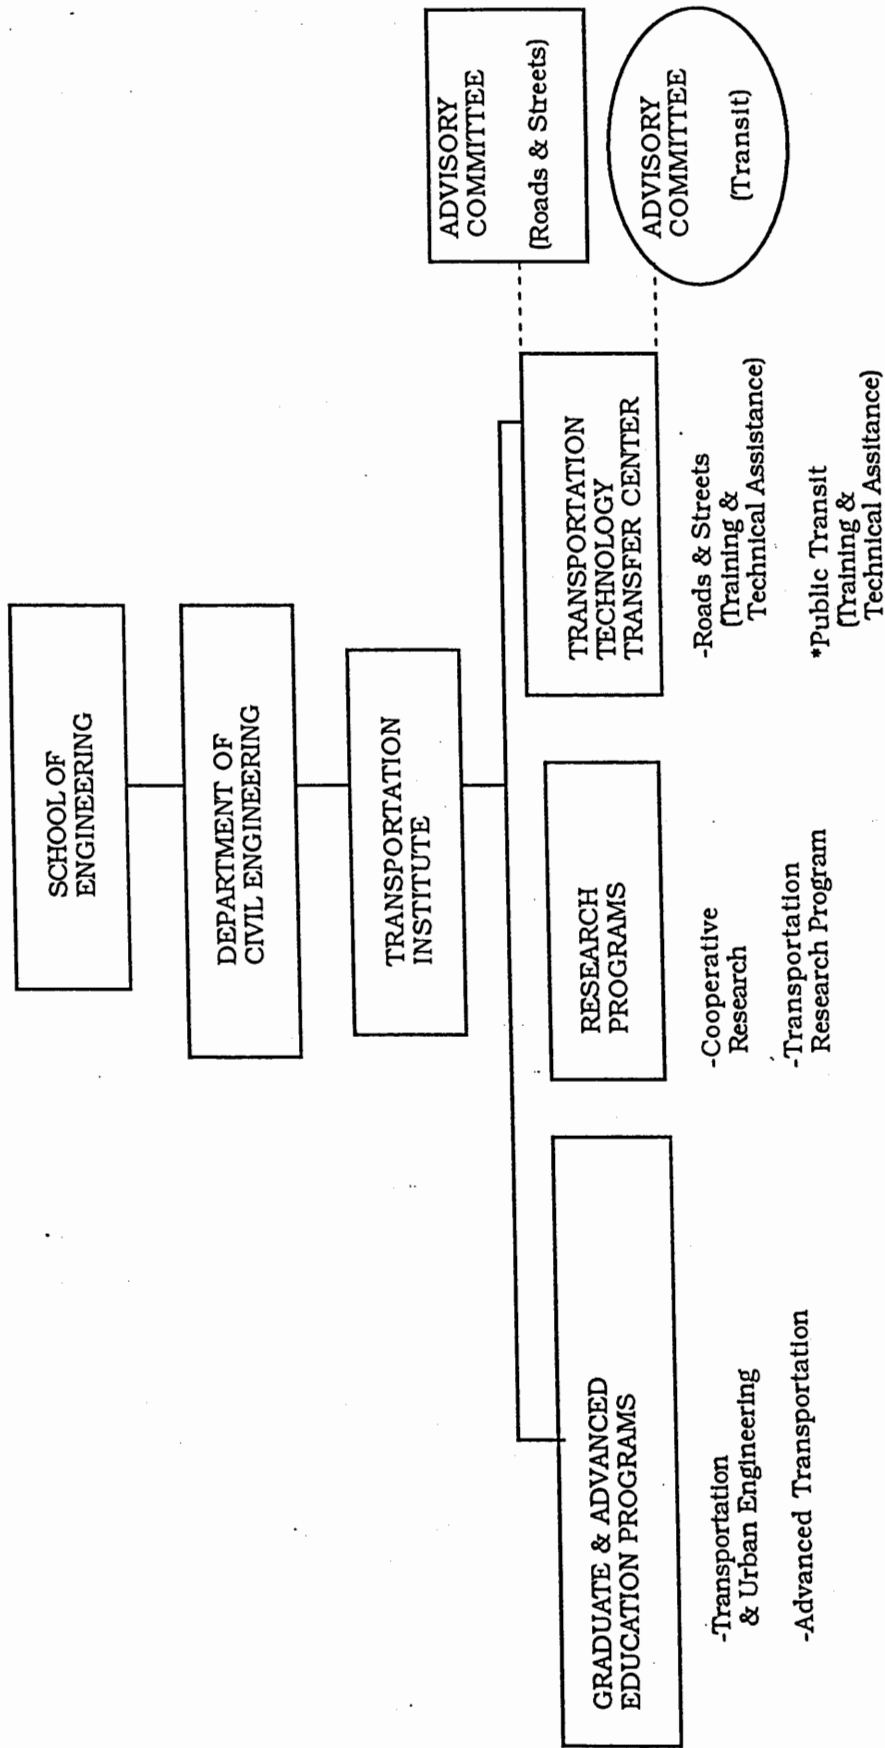 SCHOOL OF
ENGINEERING
DEPARTMENT OF
CIVIL ENGINEERING
TRANSPORTATION
INSTITUTE
GRADUATE & ADVANCED
EDUCATION PROGRAMS
-Transportation
& Urban Engineering
-Advanced Transportation
RESEARCH
PROGRAMS
-Cooperative
Research
-Transportation
Research Program
TRANSPORTATION
TECHNOLOGY
TRANSFER CENTER
-Roads & Streets
(Training &
Technical Assistance)
*Public Transit
(Training &
Technical Assitance)
ADVISORY
COMMITTEE
(Roads & Streets)
ADVISORY
COMMITTEE
(Transit)